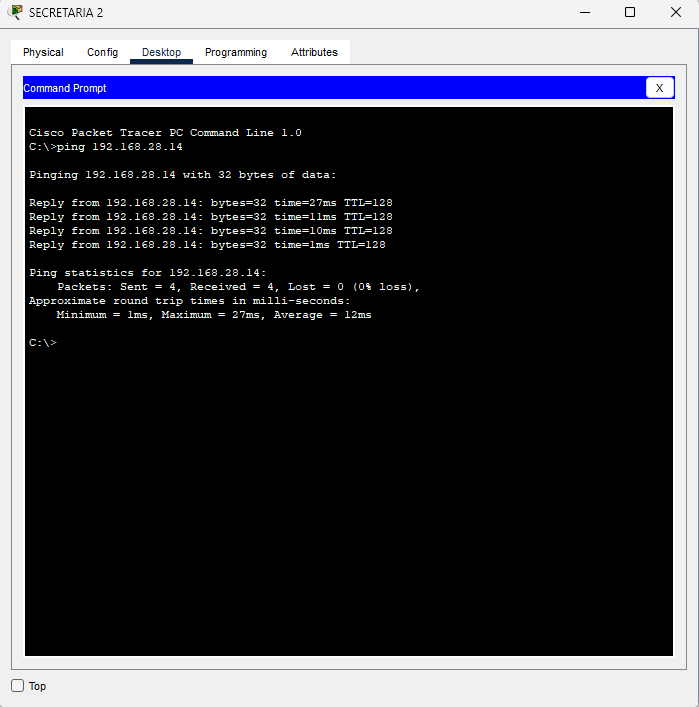 SECRETARIA 2
Physical Config Desktop Programming Attributes
Command Prompt X
Cisco Packet Tracer PC Command Line 1.0
C:\>ping 192.168.28.14
Pinging 192.168.28.14 with 32 bytes of data:
Reply from 192.168.28.14: bytes=32 time=27ms TTL=128
Reply from 192.168.28.14: bytes=32 time=11ms TTL=128
Reply from 192.168.28.14: bytes=32 time=10ms TTL=128
Reply from 192.168.28.14: bytes=32 time=1ms TTL=128
Ping statistics for 192.168.28.14:
Packets: Sent = 4, Received = 4, Lost = 0 (0% loss),
Approximate round trip times in milli-seconds:
Minimum = 1ms, Maximum = 27ms, Average = 12ms
C:\>
Top